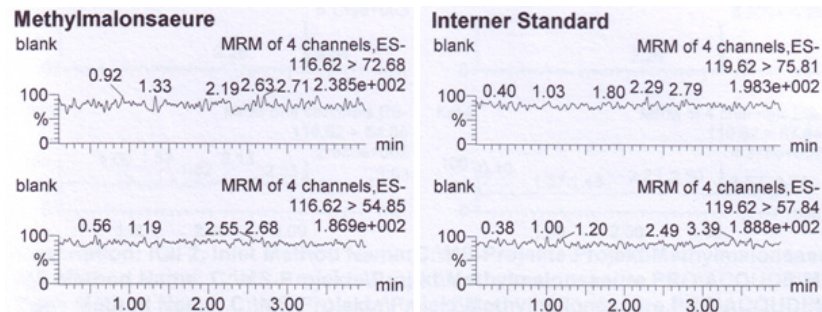 Methylmalonsaeure
blank MRM of 4 channels,ES-
116.62 > 72.68
0.92 1.33 2.19 2.63 2.71 2.385e+002
100
%
0
min
blank MRM of 4 channels,ES-
116.62 > 54.85
0.56 1.19 2.55 2.68 1.869e+002
100
%
0
min
1.00 2.00 3.00
Interner Standard
blank MRM of 4 channels,ES-
119.62 > 75.81
0.40 1.03 1.80 2.29 2.79 1.983e+002
100
%
0
min
blank MRM of 4 channels,ES-
119.62 > 57.84
0.38 1.00 1.20 2.49 3.39 1.888e+002
100
%
0
min
1.00 2.00 3.00